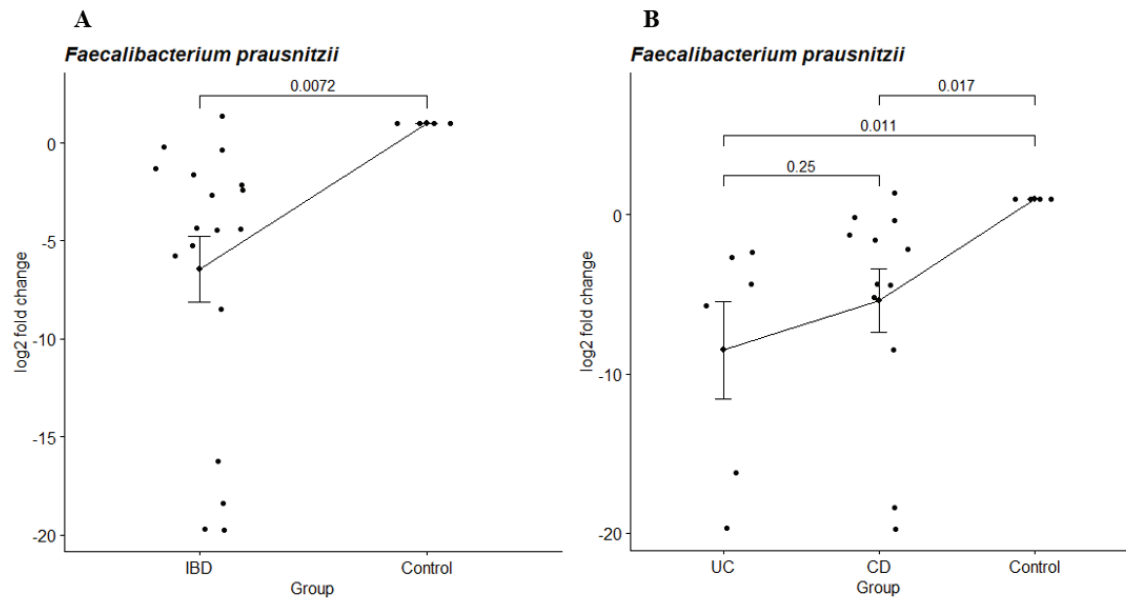 A
Faecalibacterium prausnitzii
0.0072
0
-5
-10
-15
-20
log2 fold change
IBD
Control
Group
B
Faecalibacterium prausnitzii
0.017
0.011
0.25
0
-10
-20
log2 fold change
UC
CD
Control
Group